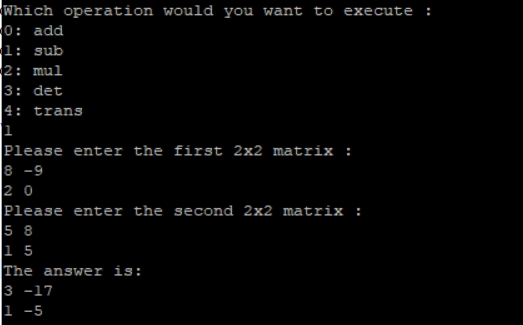 Which operation would you want to execute :
0: add
1: sub
2: mul
3: det
4: trans
1
Please enter the first 2x2 matrix :
8 -9
2 0
Please enter the second 2x2 matrix :
5 8
1 5
The answer is:
3 -17
1 -5